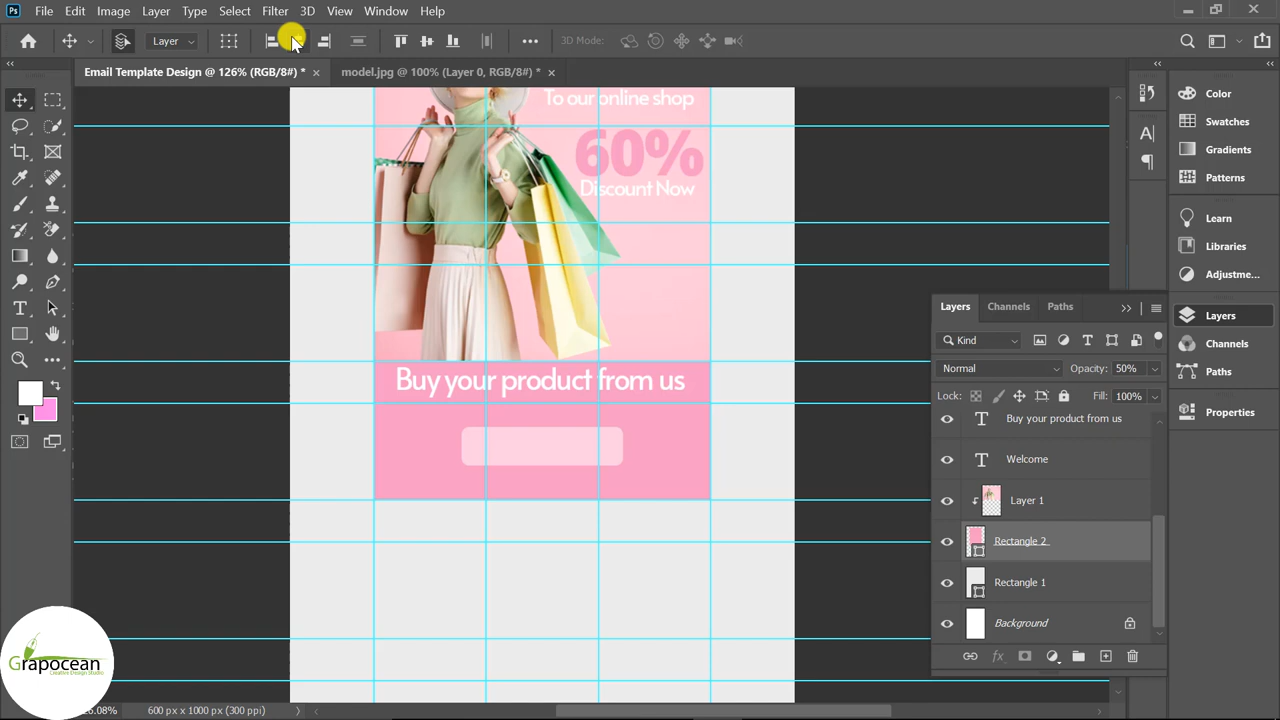 Ps File Edit Image Layer Type Select Filter 3D View Window Help
Layer 3D Mode:
Email Template Design @ 126% (RGB/8#) * × model.jpg @ 100% (Layer 0, RGB/8#) * ×
To our online shop
60%
Discount Now
Buy your product from us
Color
Swatches
Gradients
Patterns
Learn
Libraries
Adjustme...
Layers
Channels
Paths
Properties
Layers Channels Paths
Kind
Normal Opacity: 50%
Lock: Fill: 100%
Buy your product from us
Welcome
Layer 1
Rectangle 2
Rectangle 1
Background
fx
Grapocean
Creative Design Studio
600 px x 1000 px (300 ppi)